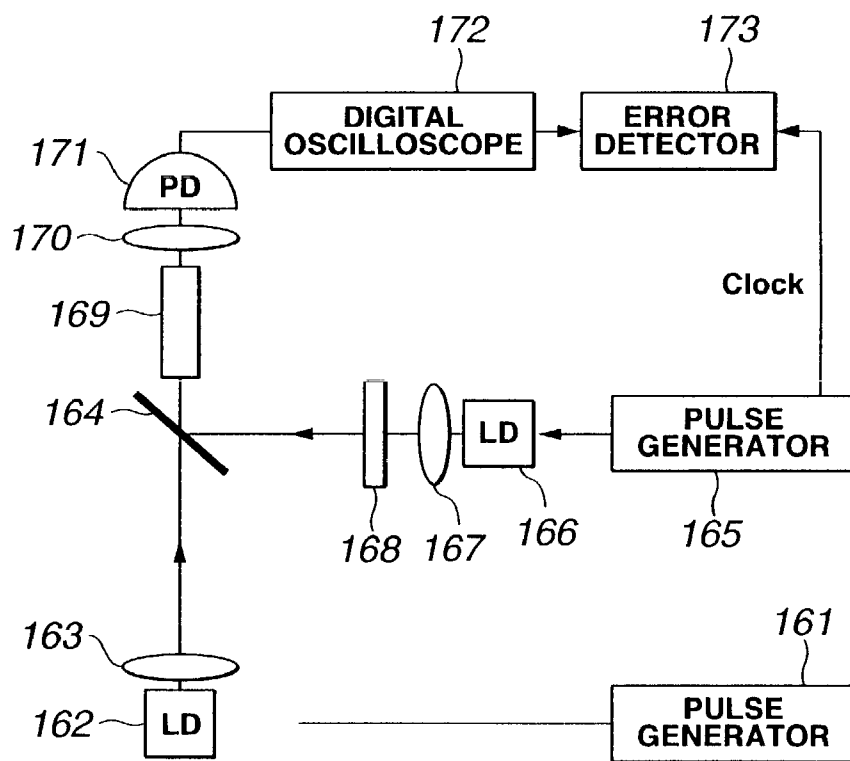 172
173
DIGITAL
OSCILLOSCOPE
ERROR
DETECTOR
171
PD
170
169
Clock
164
LD
PULSE
GENERATOR
168
167
166
165
163
161
162
LD
PULSE
GENERATOR